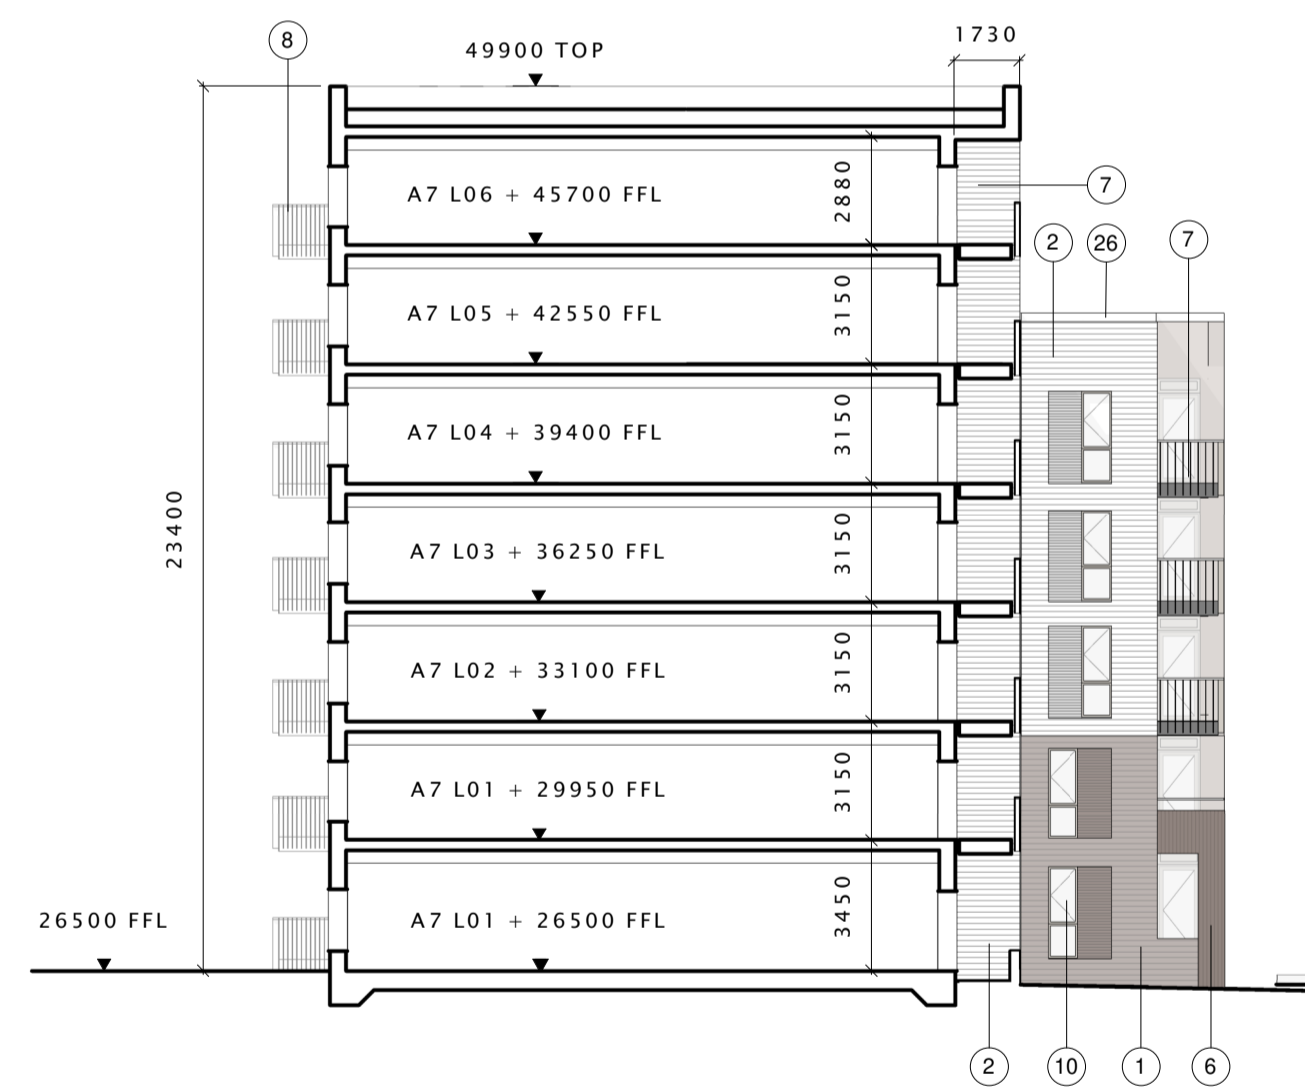 8
49900 TOP
1730
A7 L06 + 45700 FFL
2880
7
2
26
7
A7 L05 + 42550 FFL
3150
A7 L04 + 39400 FFL
3150
23400
A7 L03 + 36250 FFL
3150
A7 L02 + 33100 FFL
3150
A7 L01 + 29950 FFL
3150
26500 FFL
A7 L01 + 26500 FFL
3450
2
10
1
6